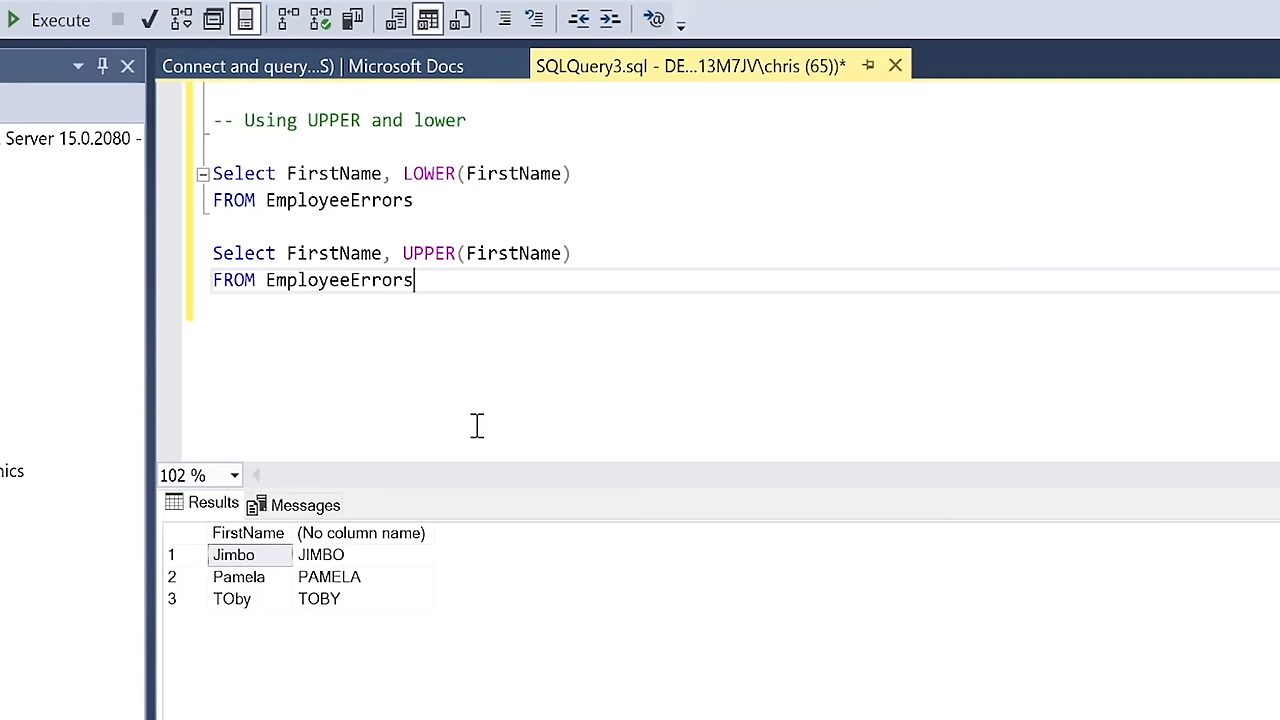 Execute
Connect and query...S) | Microsoft Docs
SQLQuery3.sql - DE...13M7JV\chris (65))*
Server 15.0.2080 -
-- Using UPPER and lower
Select FirstName, LOWER(FirstName)
FROM EmployeeErrors
Select FirstName, UPPER(FirstName)
FROM EmployeeErrors
ics
102 %
Results Messages
FirstName (No column name)
1 Jimbo JIMBO
2 Pamela PAMELA
3 TOby TOBY